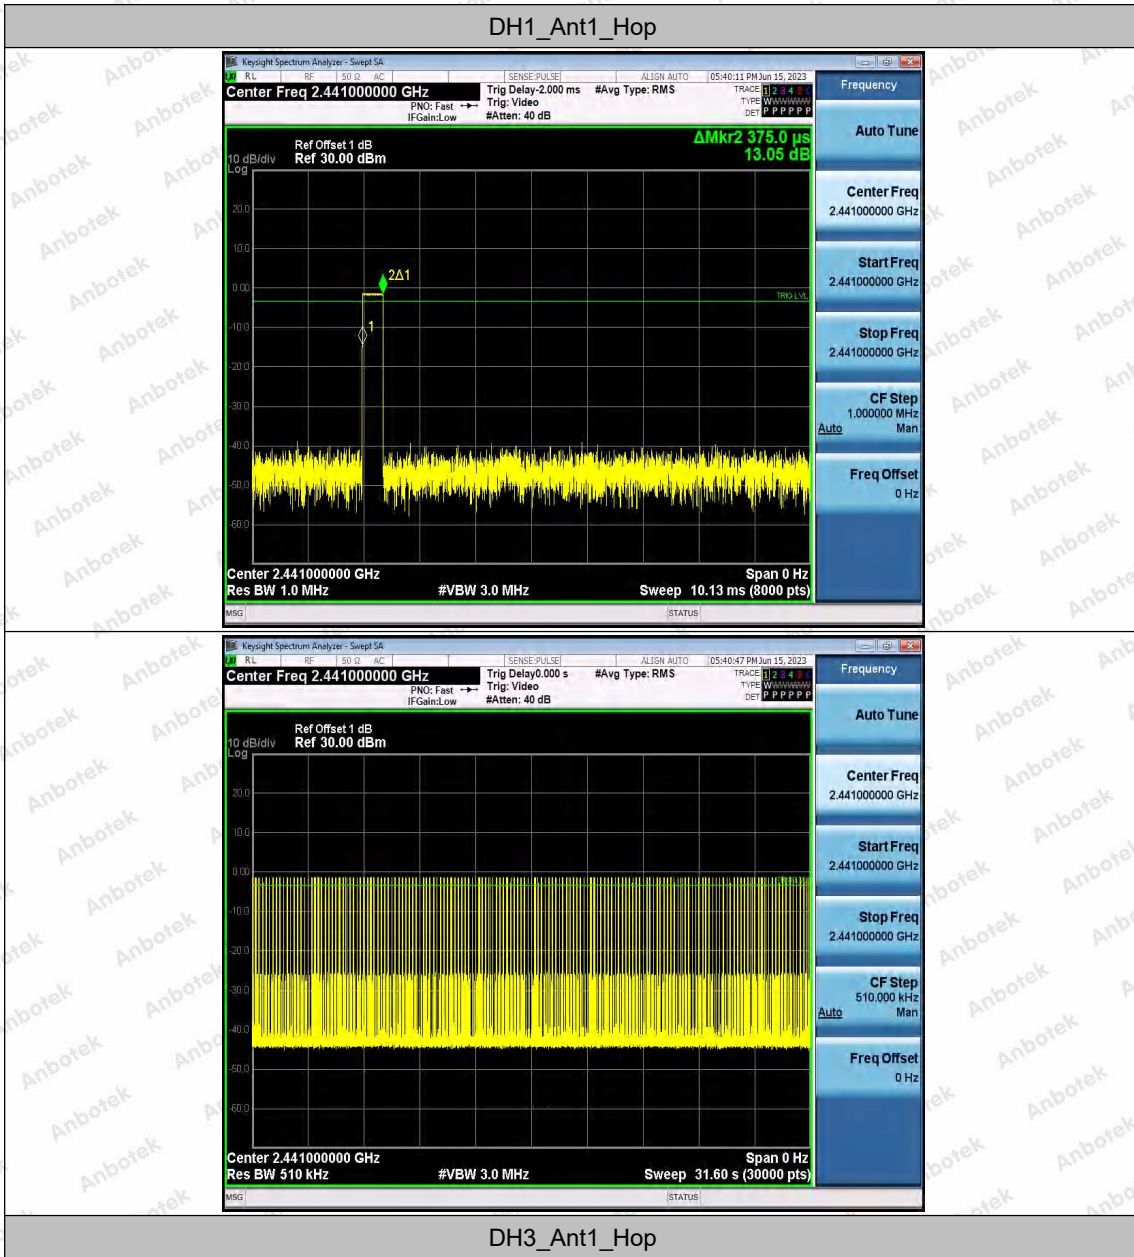 DH1_Ant1_Hop
Keysight Spectrum Analyzer - Swept SA
RL RF 50 Ω AC SENSE:PULSE ALIGN AUTO 05:40:11 PM Jun 15, 2023
Center Freq 2.441000000 GHz
PNO: Fast
IFGain:Low
Trig Delay-2.000 ms
Trig: Video
#Atten: 40 dB
#Avg Type: RMS
TRACE 1 2 3 4 5 6
TYPE WWWWWW
DET P P P P P P
Frequency
Auto Tune
ΔMkr2 375.0 µs
13.05 dB
Ref Offset 1 dB
10 dB/div Ref 30.00 dBm
Log
20.0
10.0
0.00
-10.0
-20.0
-30.0
-40.0
-50.0
-60.0
2Δ1
1
TRIG LVL
Center Freq
2.441000000 GHz
Start Freq
2.441000000 GHz
Stop Freq
2.441000000 GHz
CF Step
1.000000 MHz
Auto Man
Freq Offset
0 Hz
Center 2.441000000 GHz Span 0 Hz
Res BW 1.0 MHz #VBW 3.0 MHz Sweep 10.13 ms (8000 pts)
MSG STATUS
Keysight Spectrum Analyzer - Swept SA
RL RF 50 Ω AC SENSE:PULSE ALIGN AUTO 05:40:47 PM Jun 15, 2023
Center Freq 2.441000000 GHz
PNO: Fast
IFGain:Low
Trig Delay0.000 s
Trig: Video
#Atten: 40 dB
#Avg Type: RMS
TRACE 1 2 3 4 5 6
TYPE WWWWWW
DET P P P P P P
Frequency
Auto Tune
Ref Offset 1 dB
10 dB/div Ref 30.00 dBm
Log
20.0
10.0
0.00
-10.0
-20.0
-30.0
-40.0
-50.0
-60.0
Center Freq
2.441000000 GHz
Start Freq
2.441000000 GHz
Stop Freq
2.441000000 GHz
CF Step
510.000 kHz
Auto Man
Freq Offset
0 Hz
Center 2.441000000 GHz Span 0 Hz
Res BW 510 kHz #VBW 3.0 MHz Sweep 31.60 s (30000 pts)
MSG STATUS
DH3_Ant1_Hop
Anbotek